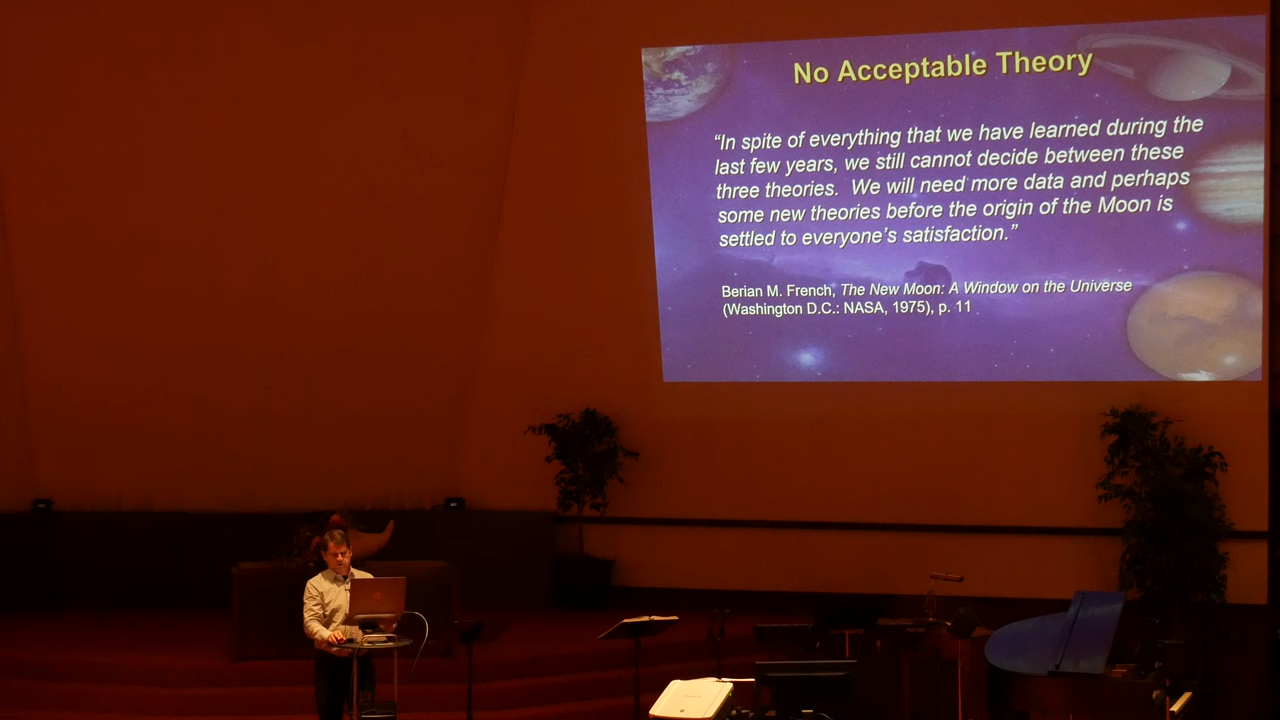 No Acceptable Theory
“In spite of everything that we have learned during the
last few years, we still cannot decide between these
three theories.  We will need more data and perhaps
some new theories before the origin of the Moon is
settled to everyone’s satisfaction.”
Berian M. French, The New Moon: A Window on the Universe
(Washington D.C.: NASA, 1975), p. 11